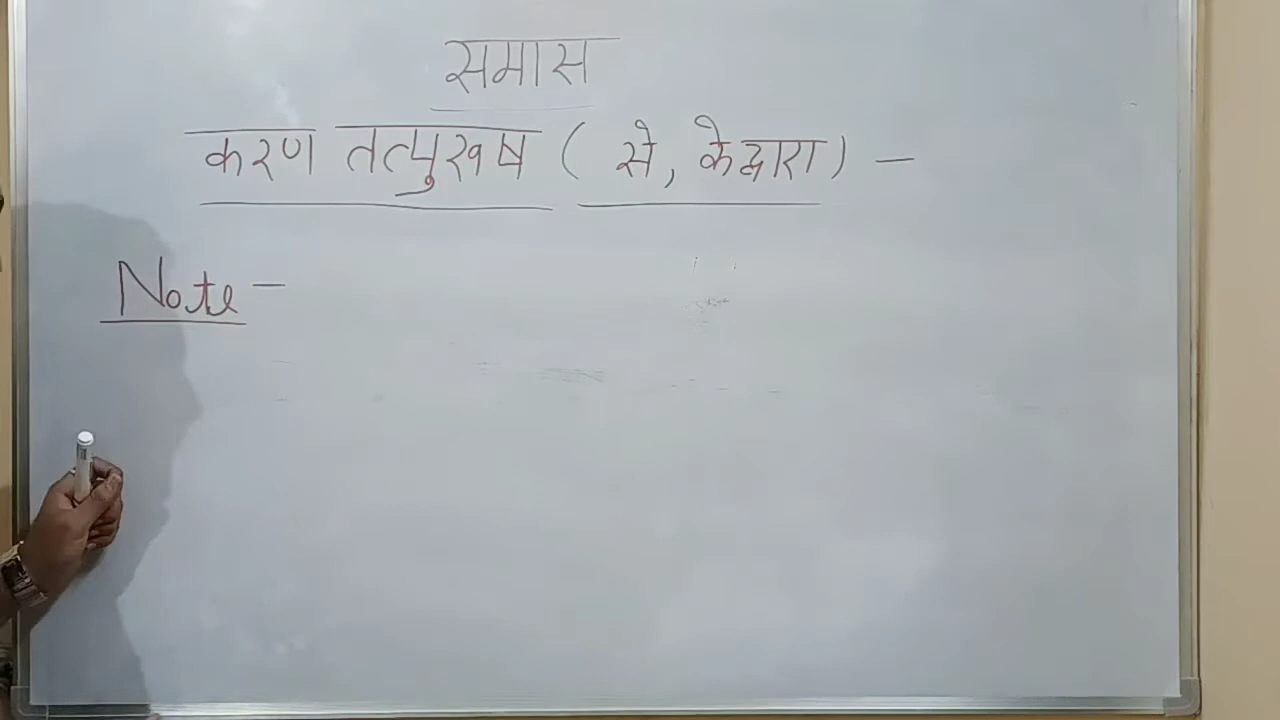 समास
करण तत्पुरुष ( से, के द्वारा ) -
Note -